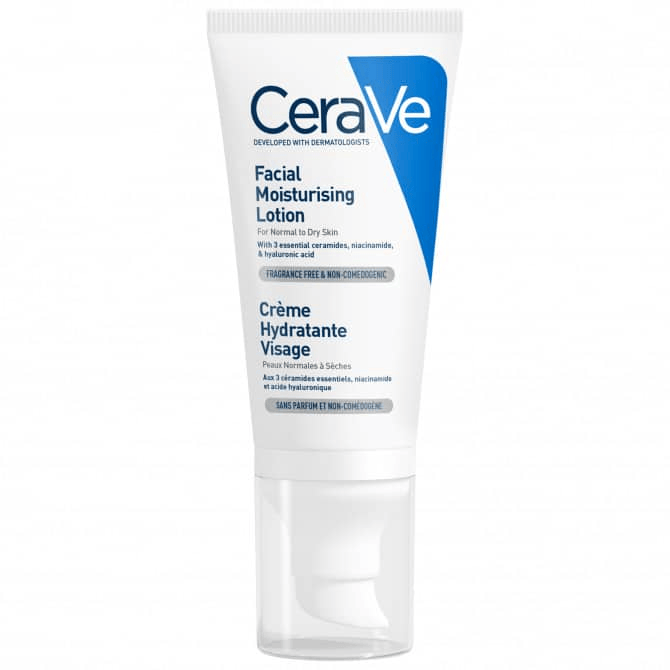 CeraVe
DEVELOPED WITH DERMATOLOGISTS
Facial
Moisturising
Lotion
For Normal to Dry Skin
With 3 essential ceramides, niacinamide,
& hyaluronic acid
FRAGRANCE FREE & NON-COMEDOGENIC
Crème
Hydratante
Visage
Peaux Normales à Sèches
Aux 3 céramides essentiels, niacinamide
et acide hyaluronique
SANS PARFUM ET NON-COMÉDOGÈNE